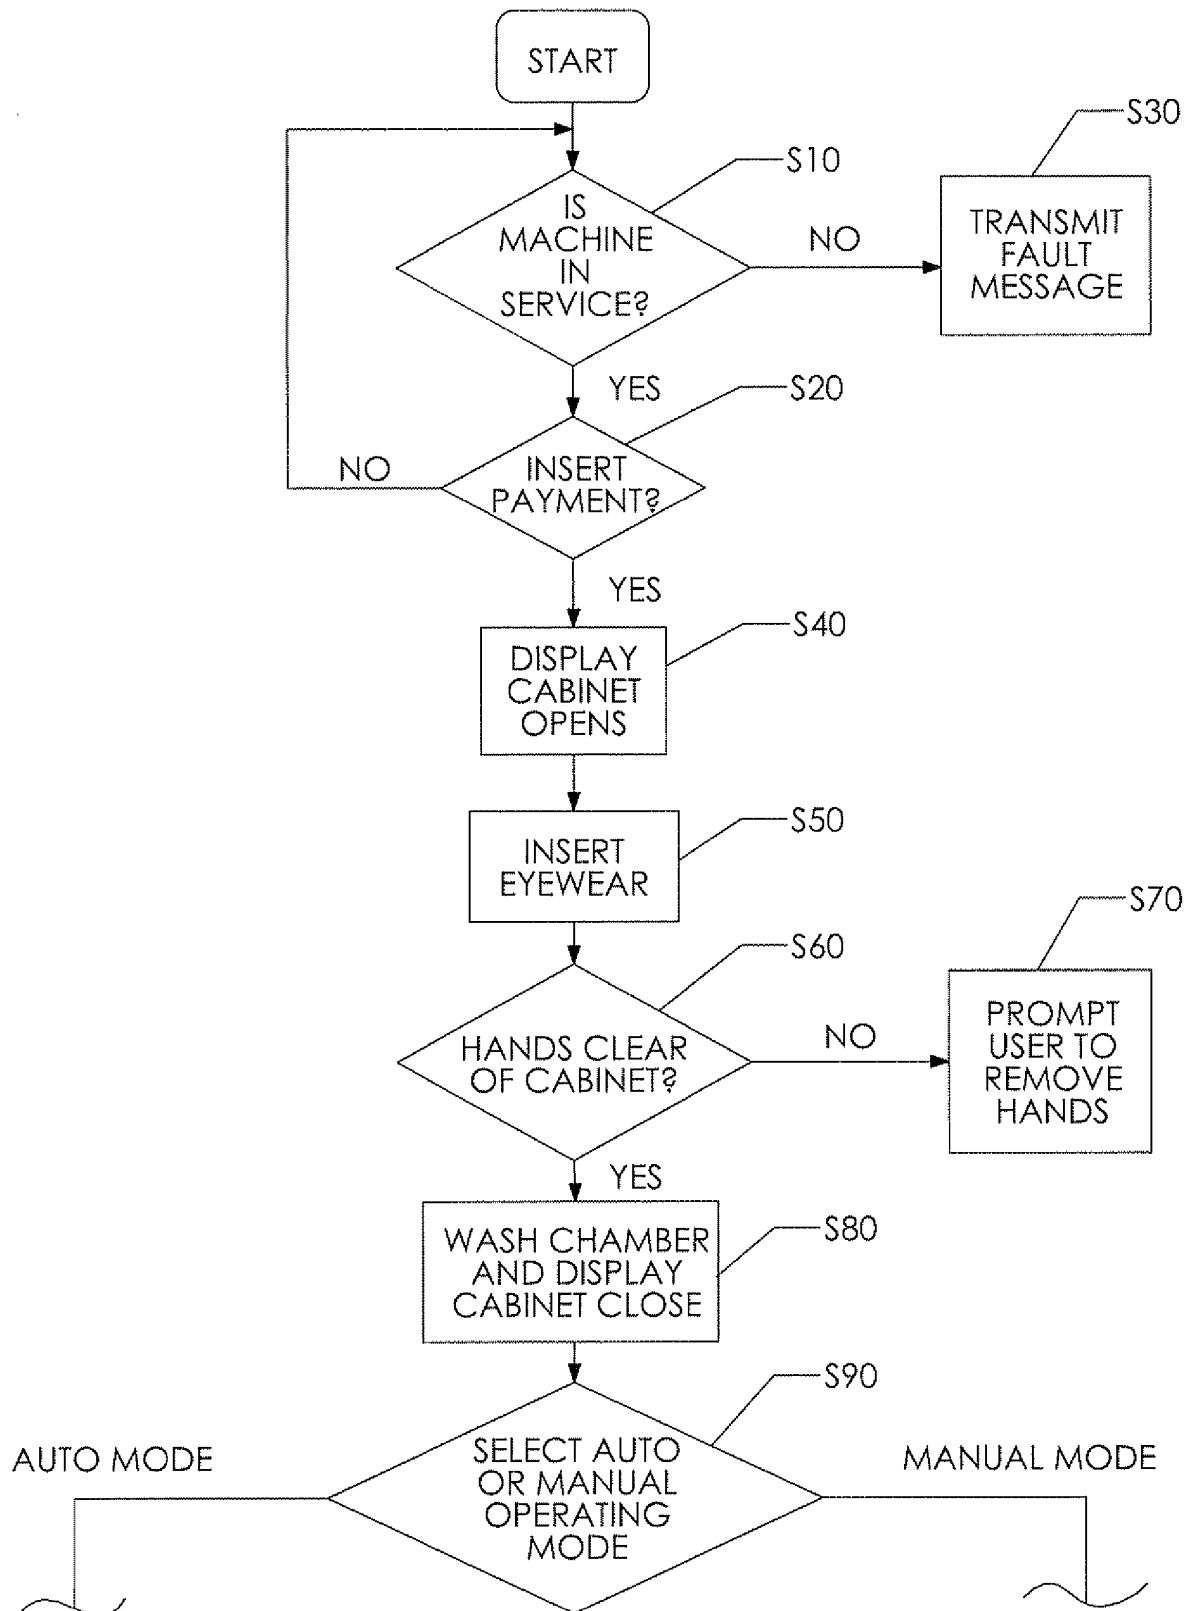 START
S30
S10
IS
MACHINE
IN
SERVICE?
NO
TRANSMIT
FAULT
MESSAGE
YES
S20
NO
INSERT
PAYMENT?
YES
S40
DISPLAY
CABINET
OPENS
S50
INSERT
EYEWEAR
S70
S60
HANDS CLEAR
OF CABINET?
NO
PROMPT
USER TO
REMOVE
HANDS
YES
S80
WASH CHAMBER
AND DISPLAY
CABINET CLOSE
S90
AUTO MODE
SELECT AUTO
OR MANUAL
OPERATING
MODE
MANUAL MODE